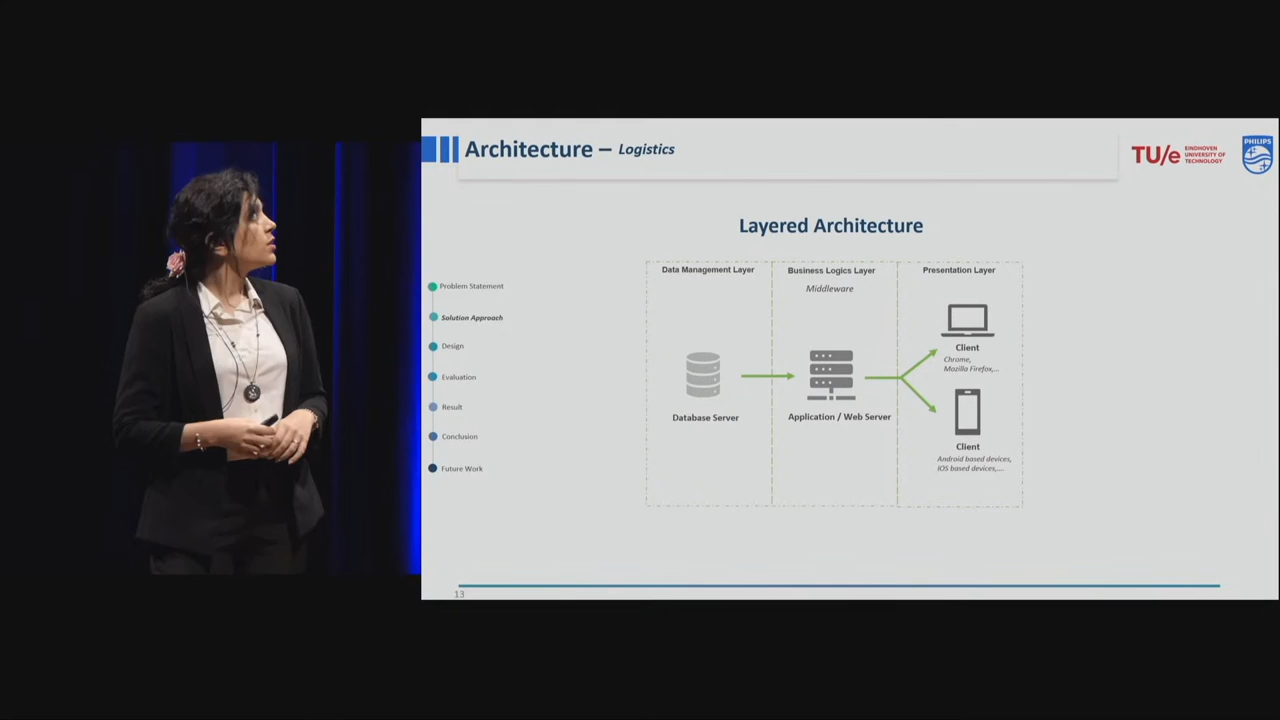 Architecture – Logistics
TU/e EINDHOVEN
UNIVERSITY OF
TECHNOLOGY
PHILIPS
Layered Architecture
Problem Statement
Solution Approach
Design
Evaluation
Result
Conclusion
Future Work
Data Management Layer
Database Server
Business Logics Layer
Middleware
Application / Web Server
Presentation Layer
Client
Chrome,
Mozilla Firefox,...
Client
Android based devices,
IOS based devices,....
13